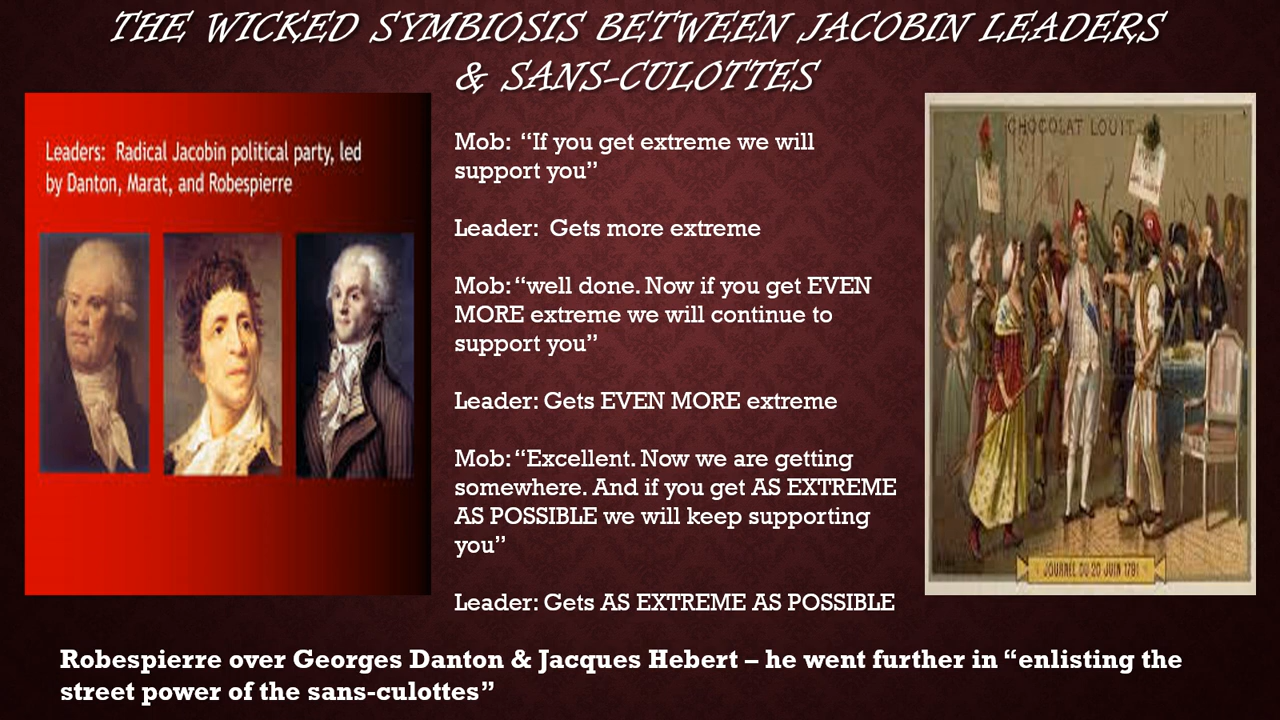 THE WICKED SYMBIOSIS BETWEEN JACOBIN LEADERS
& SANS-CULOTTES
Leaders: Radical Jacobin political party, led
by Danton, Marat, and Robespierre
Mob: “If you get extreme we will
support you”
Leader: Gets more extreme
Mob: “well done. Now if you get EVEN
MORE extreme we will continue to
support you”
Leader: Gets EVEN MORE extreme
Mob: “Excellent. Now we are getting
somewhere. And if you get AS EXTREME
AS POSSIBLE we will keep supporting
you”
Leader: Gets AS EXTREME AS POSSIBLE
CHOCOLAT LOUIT
JOURNÉE DU 20 JUIN 1791
Robespierre over Georges Danton & Jacques Hebert – he went further in “enlisting the
street power of the sans-culottes”